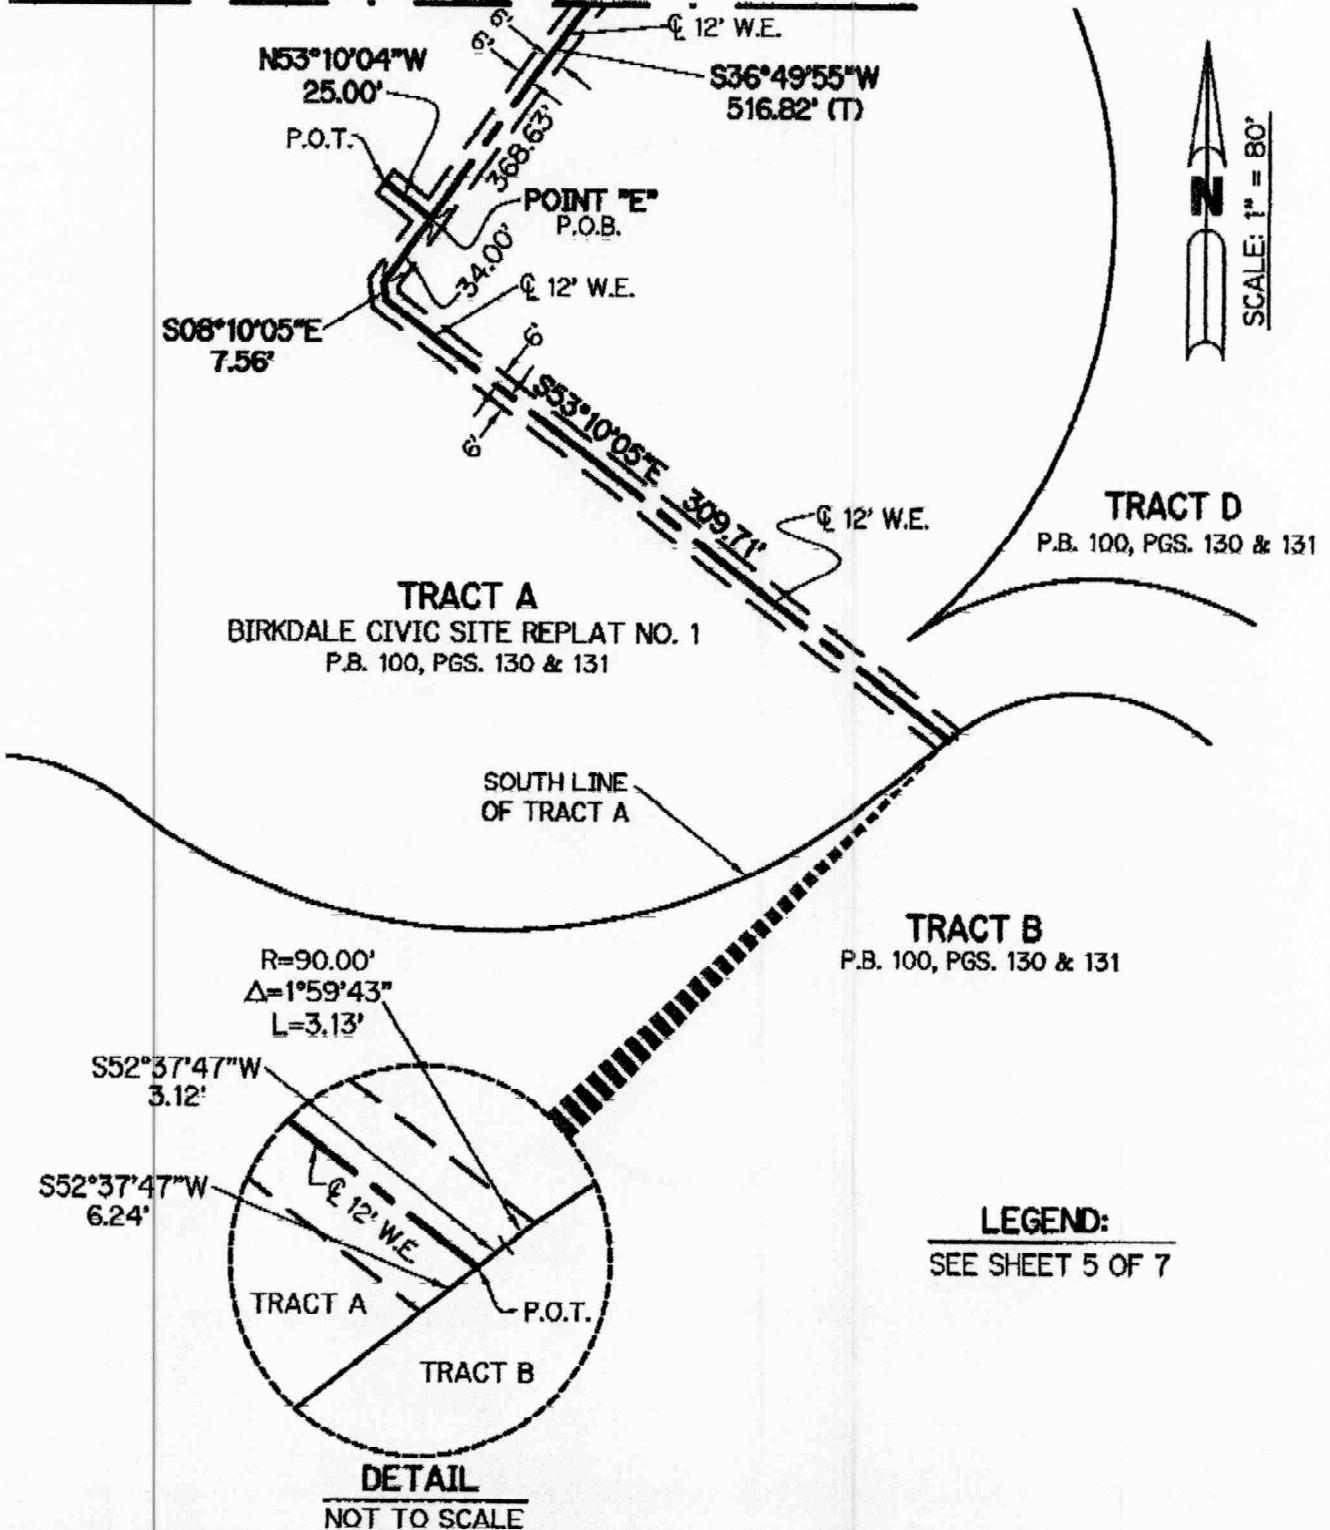 6'
6'
℄ 12' W.E.
N53°10'04"W
25.00'
S36°49'55"W
516.82' (T)
P.O.T.
368.63'
POINT "E"
P.O.B.
34.00'
℄ 12' W.E.
S08°10'05"E
7.56'
6'
6'
S53°10'05"E 309.71'
℄ 12' W.E.
N
SCALE: 1" = 80'
TRACT D
P.B. 100, PGS. 130 & 131
TRACT A
BIRKDALE CIVIC SITE REPLAT NO. 1
P.B. 100, PGS. 130 & 131
SOUTH LINE
OF TRACT A
TRACT B
P.B. 100, PGS. 130 & 131
R=90.00'
Δ=1°59'43"
L=3.13'
S52°37'47"W
3.12'
S52°37'47"W
6.24'
℄ 12' W.E.
TRACT A
P.O.T.
TRACT B
LEGEND:
SEE SHEET 5 OF 7
DETAIL
NOT TO SCALE